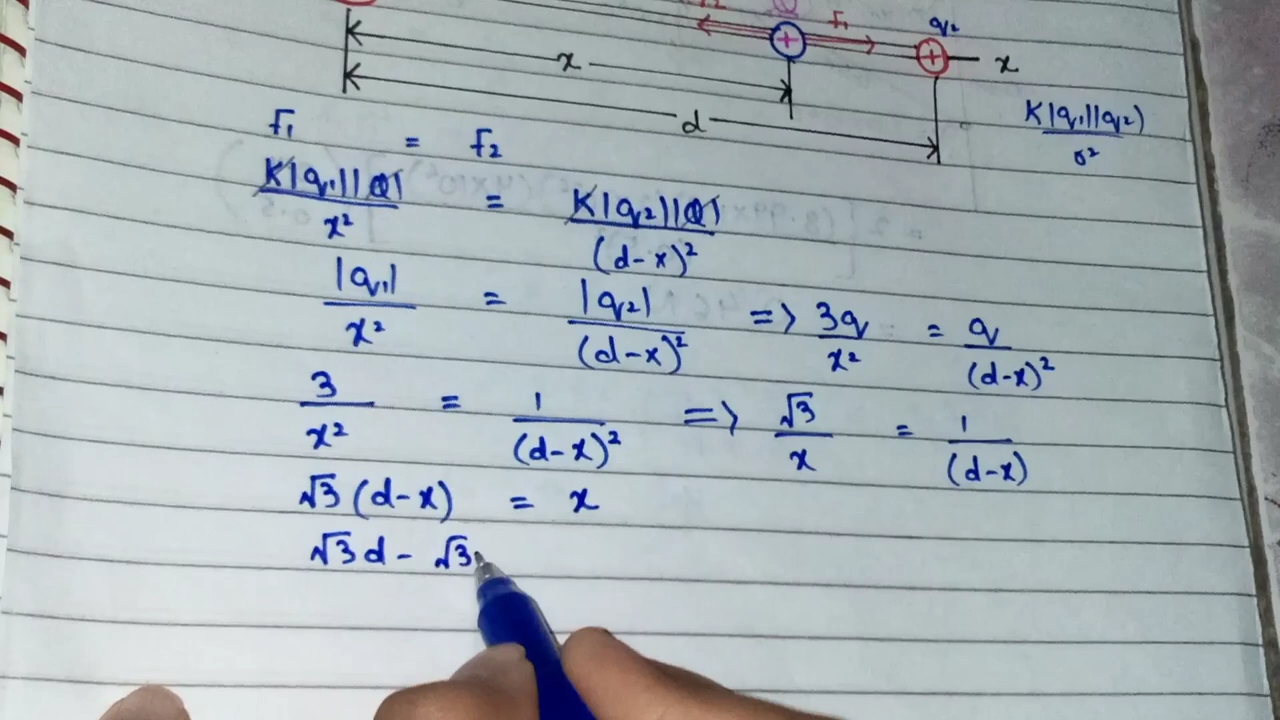 F₁ q₂
+ + x
x
d K|q₁||q₂)
r²
F₁ = F₂
K|q₁||Q| / x² = K|q₂||Q| / (d-x)²
|q₁| / x² = |q₂| / (d-x)² => 3q / x² = q / (d-x)²
3 / x² = 1 / (d-x)² => √3 / x = 1 / (d-x)
√3 (d-x) = x
√3 d - √3